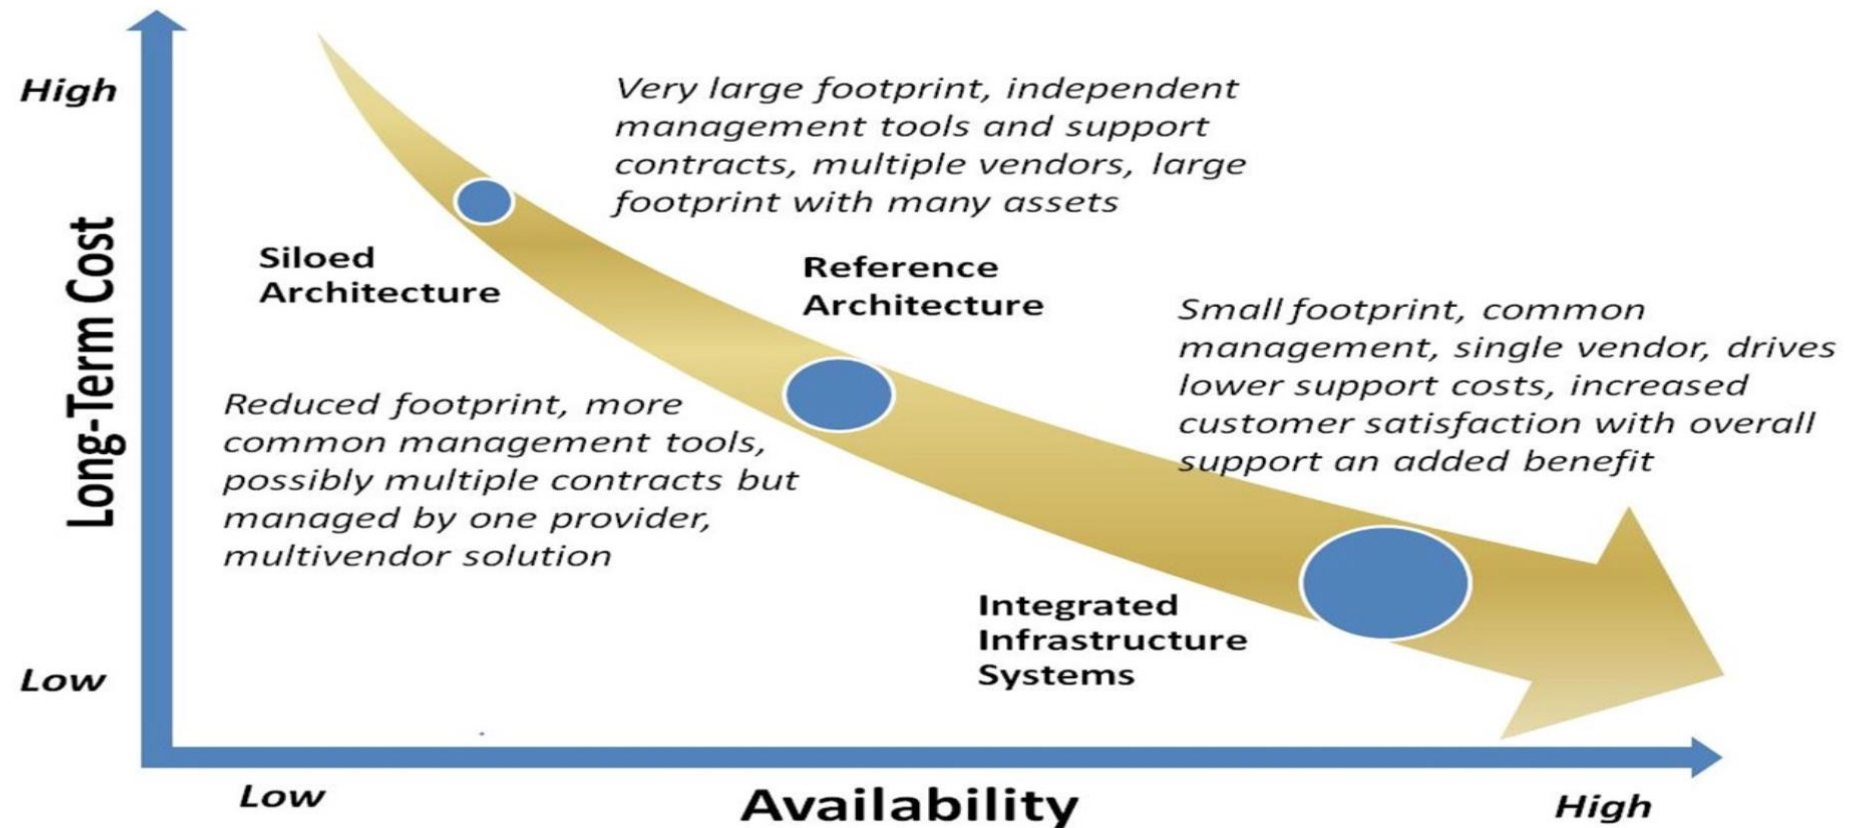 High
Very large footprint, independent
management tools and support
contracts, multiple vendors, large
footprint with many assets
Siloed
Architecture
Reference
Architecture
Small footprint, common
management, single vendor, drives
lower support costs, increased
customer satisfaction with overall
support an added benefit
Long-Term Cost
Reduced footprint, more
common management tools,
possibly multiple contracts but
managed by one provider,
multivendor solution
Integrated
Infrastructure
Systems
Low
Low
Availability
High